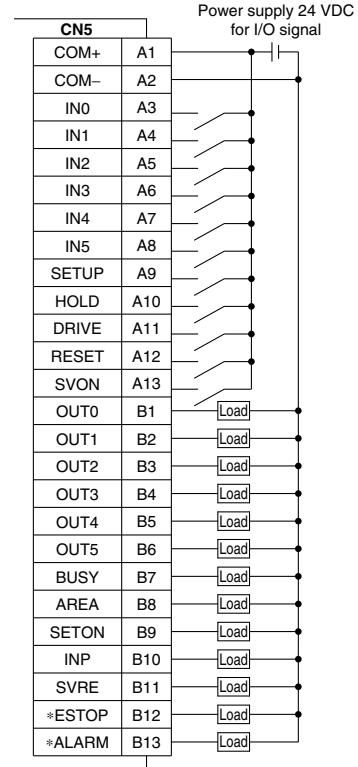 Power supply 24 VDC
for I/O signal
CN5
COM+ A1
COM− A2
IN0 A3
IN1 A4
IN2 A5
IN3 A6
IN4 A7
IN5 A8
SETUP A9
HOLD A10
DRIVE A11
RESET A12
SVON A13
OUT0 B1 Load
OUT1 B2 Load
OUT2 B3 Load
OUT3 B4 Load
OUT4 B5 Load
OUT5 B6 Load
BUSY B7 Load
AREA B8 Load
SETON B9 Load
INP B10 Load
SVRE B11 Load
∗ESTOP B12 Load
∗ALARM B13 Load